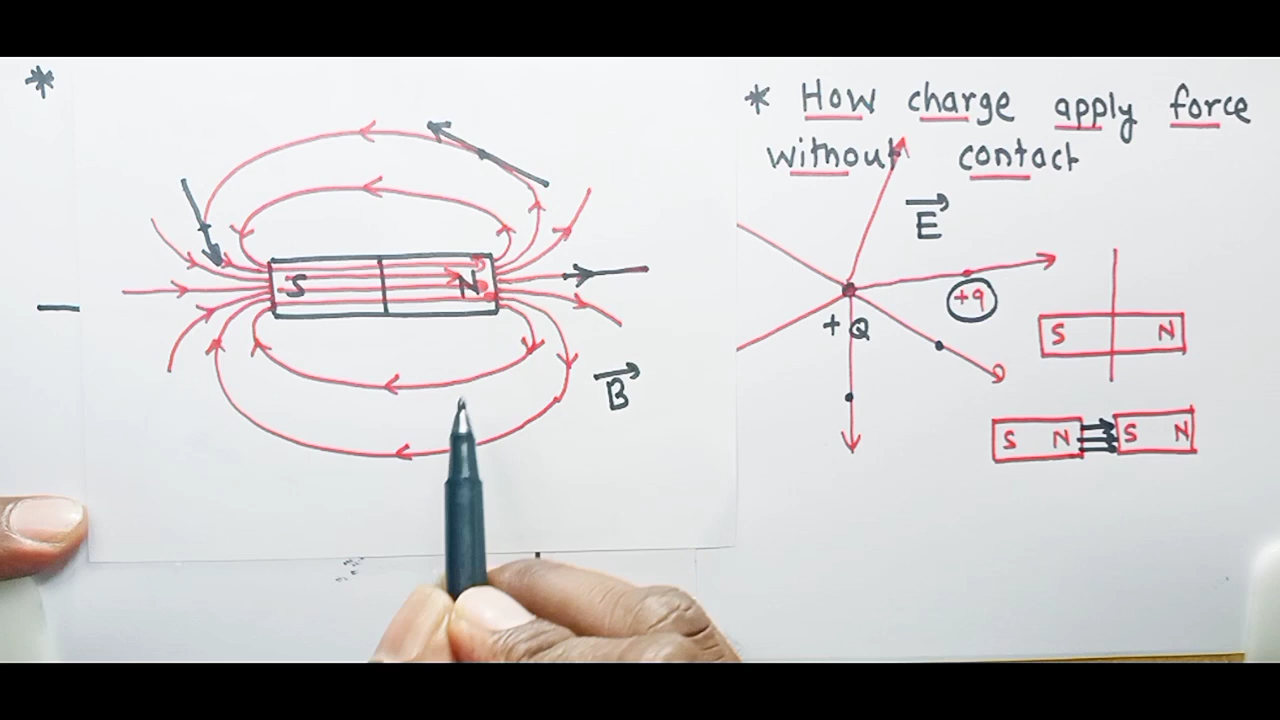 *
* How charge apply force
without contact
E
S N
B
+Q
+q
S N
S N S N